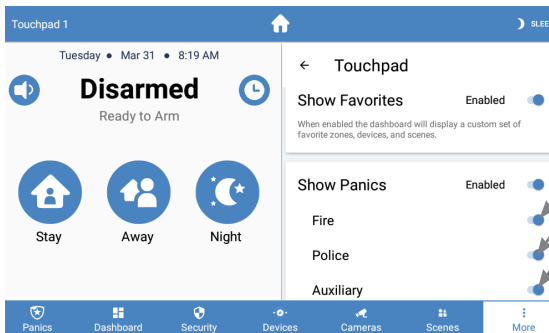 Touchpad 1
SLEE
Tuesday ● Mar 31 ● 8:19 AM
Disarmed
Ready to Arm
Stay
Away
Night
← Touchpad
Show Favorites Enabled
When enabled the dashboard will display a custom set of
favorite zones, devices, and scenes.
Show Panics Enabled
Fire
Police
Auxiliary
Panics
Dashboard
Security
Devices
Cameras
Scenes
More